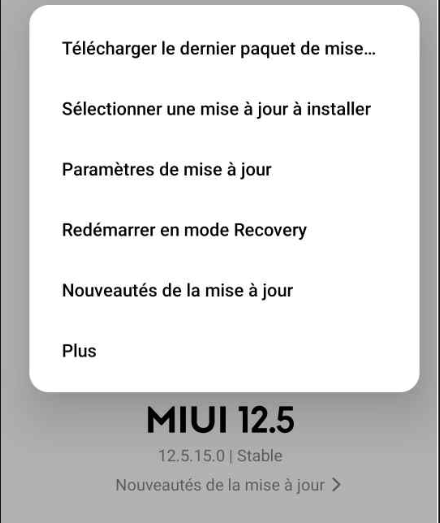 Télécharger le dernier paquet de mise...
Sélectionner une mise à jour à installer
Paramètres de mise à jour
Redémarrer en mode Recovery
Nouveautés de la mise à jour
Plus
MIUI 12.5
12.5.15.0 | Stable
Nouveautés de la mise à jour >